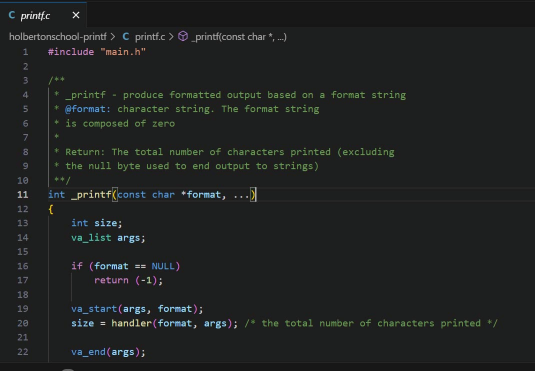 C printf.c ×
holbertonschool-printf > C printf.c > _printf(const char *, ...)
1 #include "main.h"
2
3 /**
4 * _printf - produce formatted output based on a format string
5 * @format: character string. The format string
6 * is composed of zero
7 *
8 * Return: The total number of characters printed (excluding
9 * the null byte used to end output to strings)
10 **/
11 int _printf(const char *format, ...)
12 {
13 int size;
14 va_list args;
15
16 if (format == NULL)
17 return (-1);
18
19 va_start(args, format);
20 size = handler(format, args); /* the total number of characters printed */
21
22 va_end(args);